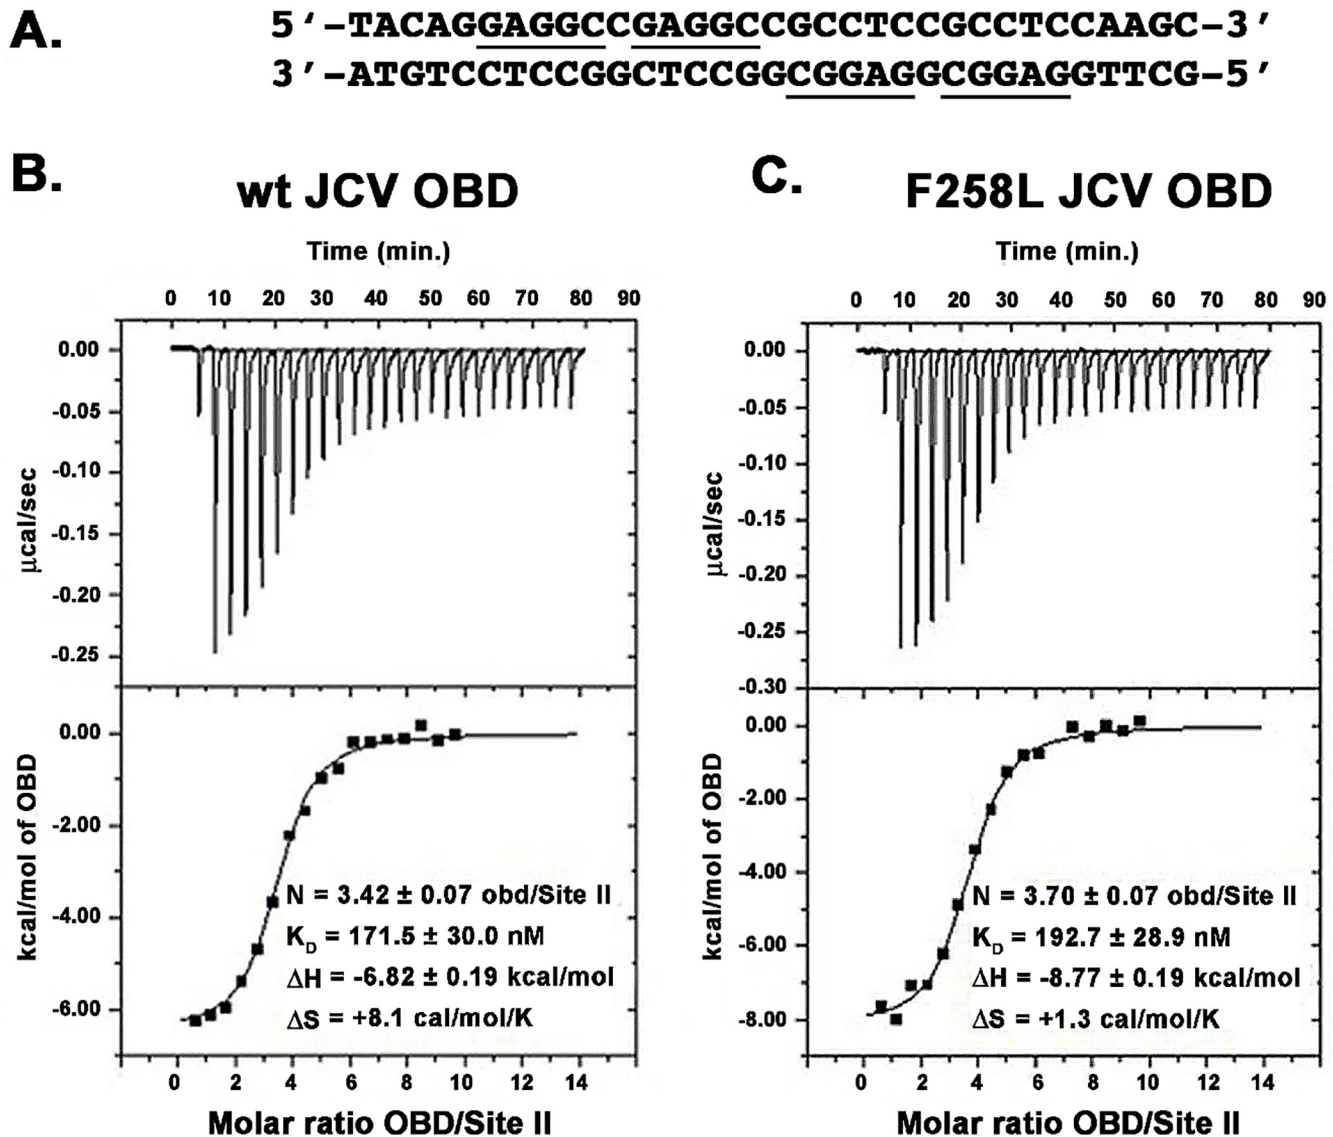 A.
5′-TACAGGAGGCCGAGGCCGCCTCCGCCTCCAAGC-3′
3′-ATGTCCTCCGGCTCCGGCGGAGGCGGAGGTTCG-5′
B.
wt JCV OBD
Time (min.)
0 10 20 30 40 50 60 70 80 90
0.00
-0.05
-0.10
-0.15
-0.20
-0.25
μcal/sec
0.00
-2.00
-4.00
-6.00
kcal/mol of OBD
N = 3.42 ± 0.07 obd/Site II
KD = 171.5 ± 30.0 nM
ΔH = -6.82 ± 0.19 kcal/mol
ΔS = +8.1 cal/mol/K
0 2 4 6 8 10 12 14
Molar ratio OBD/Site II
C.
F258L JCV OBD
Time (min.)
0 10 20 30 40 50 60 70 80 90
0.00
-0.05
-0.10
-0.15
-0.20
-0.25
-0.30
μcal/sec
0.00
-2.00
-4.00
-6.00
-8.00
kcal/mol of OBD
N = 3.70 ± 0.07 obd/Site II
KD = 192.7 ± 28.9 nM
ΔH = -8.77 ± 0.19 kcal/mol
ΔS = +1.3 cal/mol/K
0 2 4 6 8 10 12 14
Molar ratio OBD/Site II